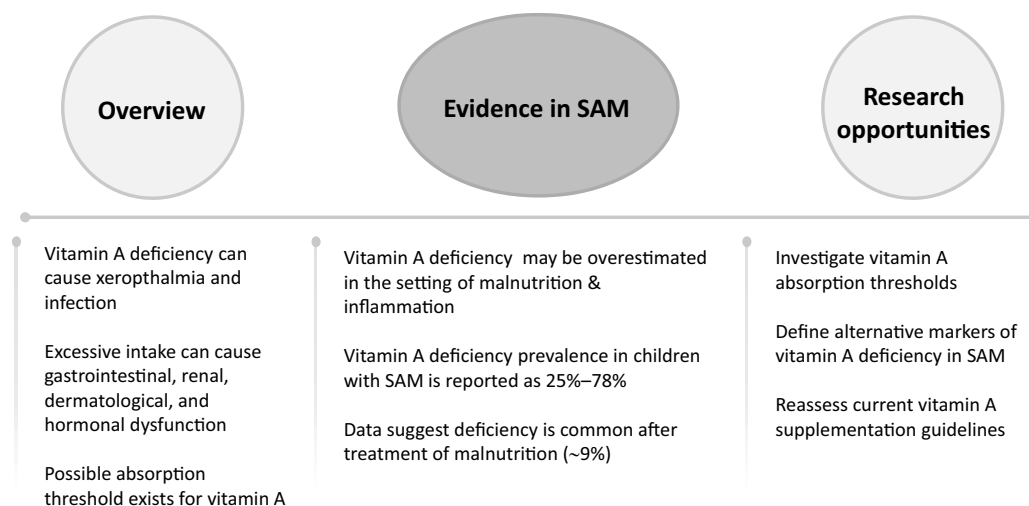 Overview
Evidence in SAM
Research
opportunities
Vitamin A deficiency can
cause xeropthalmia and
infection
Excessive intake can cause
gastrointestinal, renal,
dermatological, and
hormonal dysfunction
Possible absorption
threshold exists for vitamin A
Vitamin A deficiency  may be overestimated
in the setting of malnutrition &
inflammation
Vitamin A deficiency prevalence in children
with SAM is reported as 25%–78%
Data suggest deficiency is common after
treatment of malnutrition (~9%)
Investigate vitamin A
absorption thresholds
Define alternative markers of
vitamin A deficiency in SAM
Reassess current vitamin A
supplementation guidelines